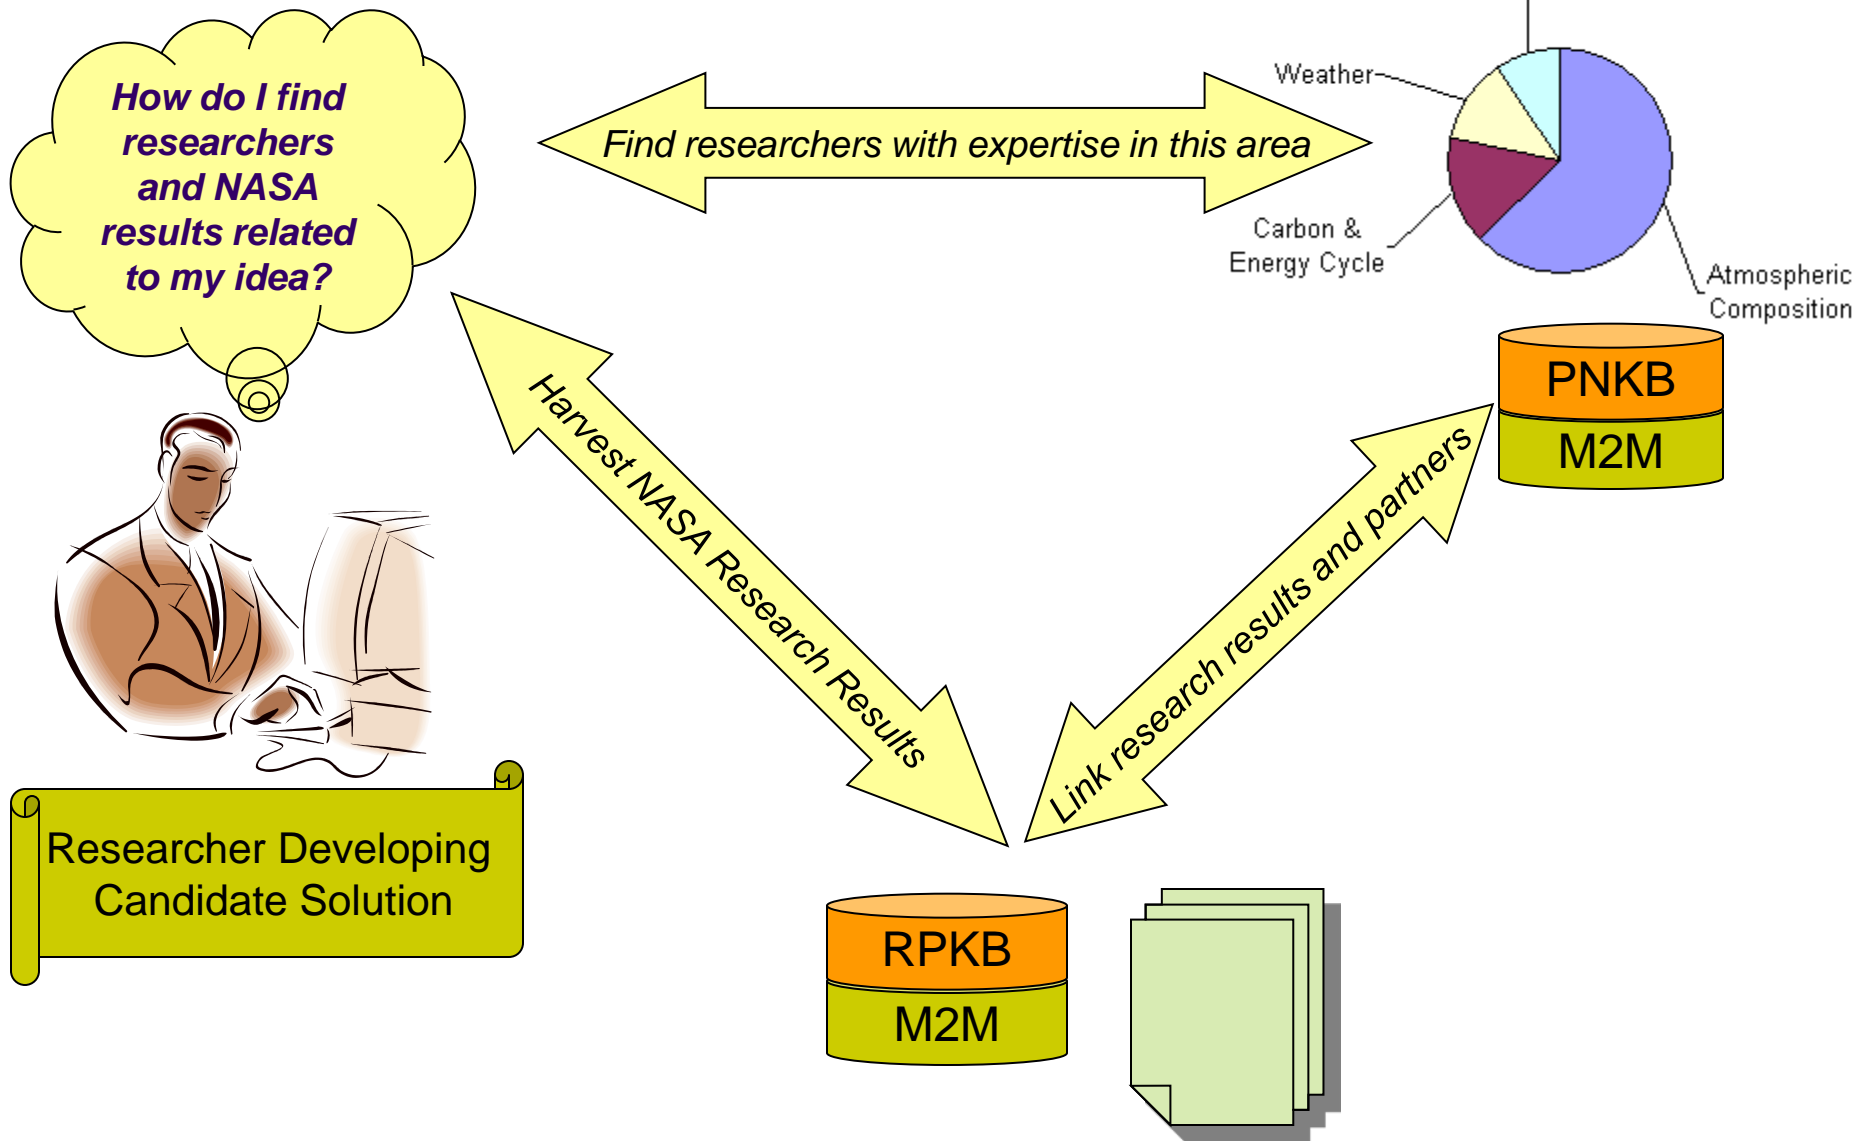 How do I find
researchers
and NASA
results related
to my idea?
Find researchers with expertise in this area
Weather
Carbon &
Energy Cycle
Atmospheric
Composition
PNKB
M2M
Harvest NASA Research Results
Link research results and partners
Researcher Developing
Candidate Solution
RPKB
M2M